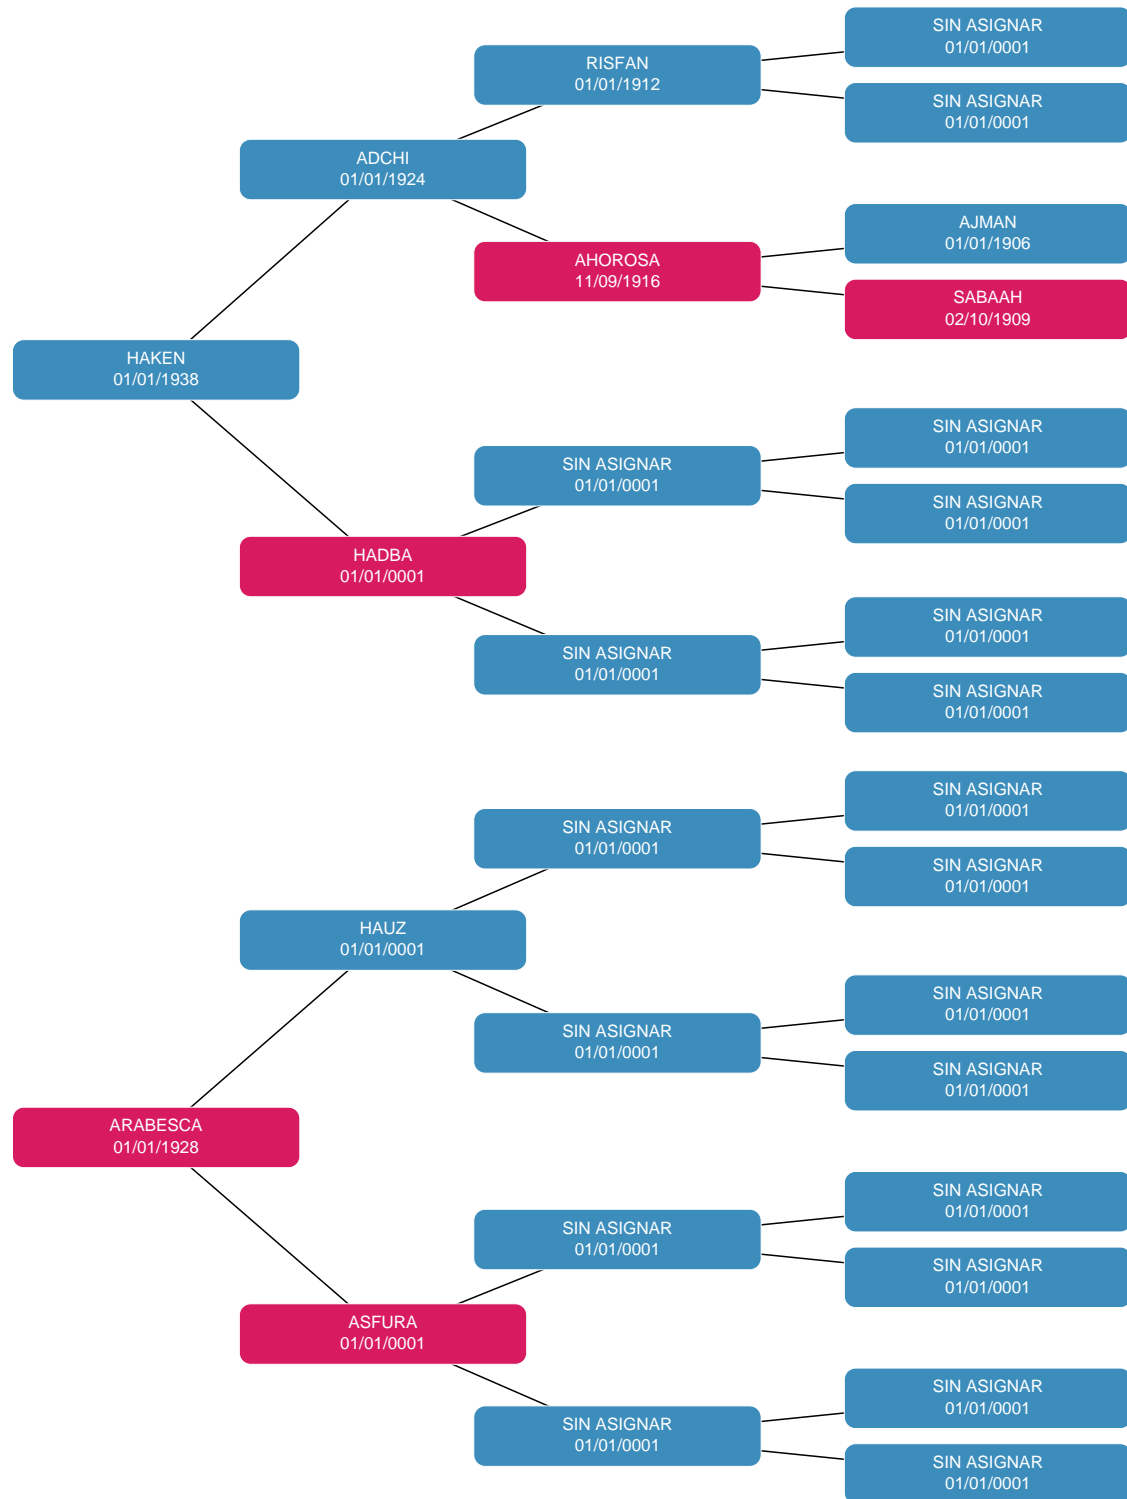 SIN ASIGNAR
01/01/0001
RISFAN
01/01/1912
SIN ASIGNAR
01/01/0001
ADCHI
01/01/1924
AJMAN
01/01/1906
AHOROSA
11/09/1916
SABAAH
02/10/1909
HAKEN
01/01/1938
SIN ASIGNAR
01/01/0001
SIN ASIGNAR
01/01/0001
SIN ASIGNAR
01/01/0001
HADBA
01/01/0001
SIN ASIGNAR
01/01/0001
SIN ASIGNAR
01/01/0001
SIN ASIGNAR
01/01/0001
SIN ASIGNAR
01/01/0001
SIN ASIGNAR
01/01/0001
SIN ASIGNAR
01/01/0001
HAUZ
01/01/0001
SIN ASIGNAR
01/01/0001
SIN ASIGNAR
01/01/0001
SIN ASIGNAR
01/01/0001
ARABESCA
01/01/1928
SIN ASIGNAR
01/01/0001
SIN ASIGNAR
01/01/0001
SIN ASIGNAR
01/01/0001
ASFURA
01/01/0001
SIN ASIGNAR
01/01/0001
SIN ASIGNAR
01/01/0001
SIN ASIGNAR
01/01/0001